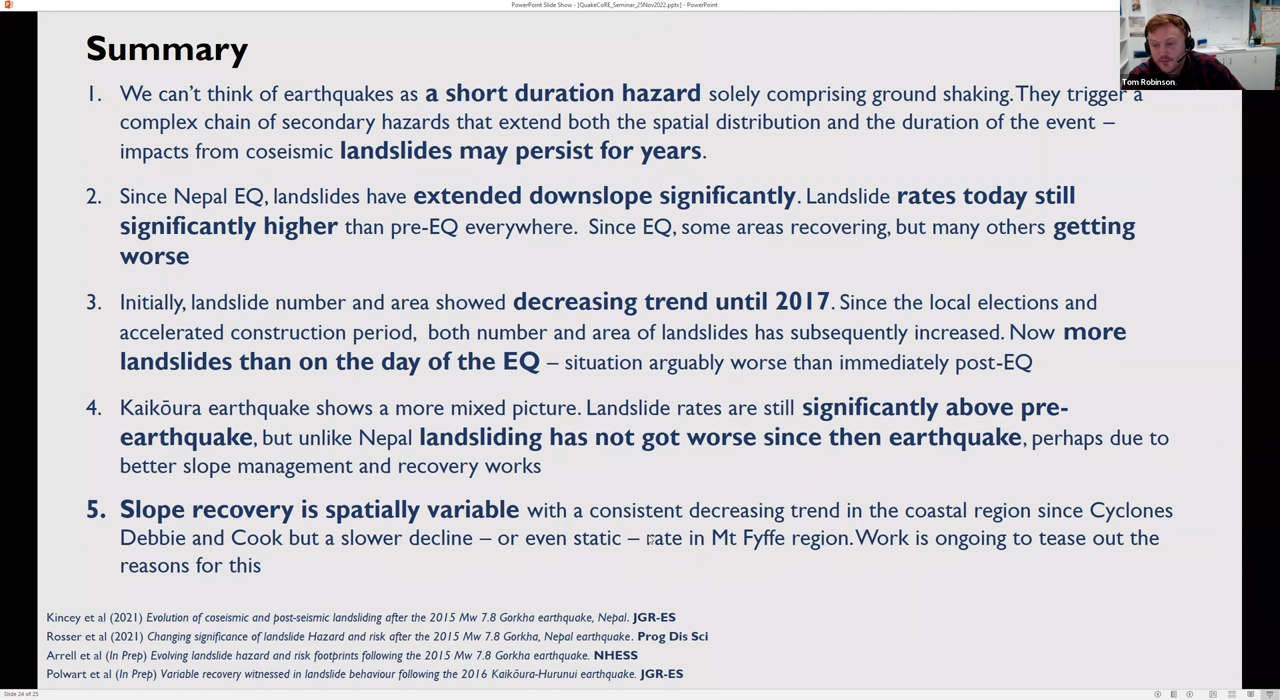 PowerPoint Slide Show - [QuakeCoRE_Seminar_25Nov2022.pptx] - PowerPoint
Tom Robinson
Summary
1. We can't think of earthquakes as a short duration hazard solely comprising ground shaking. They trigger a
complex chain of secondary hazards that extend both the spatial distribution and the duration of the event –
impacts from coseismic landslides may persist for years.
2. Since Nepal EQ, landslides have extended downslope significantly. Landslide rates today still
significantly higher than pre-EQ everywhere. Since EQ, some areas recovering, but many others getting
worse
3. Initially, landslide number and area showed decreasing trend until 2017. Since the local elections and
accelerated construction period, both number and area of landslides has subsequently increased. Now more
landslides than on the day of the EQ – situation arguably worse than immediately post-EQ
4. Kaikōura earthquake shows a more mixed picture. Landslide rates are still significantly above pre-
earthquake, but unlike Nepal landsliding has not got worse since then earthquake, perhaps due to
better slope management and recovery works
5. Slope recovery is spatially variable with a consistent decreasing trend in the coastal region since Cyclones
Debbie and Cook but a slower decline – or even static – rate in Mt Fyffe region. Work is ongoing to tease out the
reasons for this
Kincey et al (2021) Evolution of coseismic and post-seismic landsliding after the 2015 Mw 7.8 Gorkha earthquake, Nepal. JGR-ES
Rosser et al (2021) Changing significance of landslide Hazard and risk after the 2015 Mw 7.8 Gorkha, Nepal earthquake. Prog Dis Sci
Arrell et al (In Prep) Evolving landslide hazard and risk footprints following the 2015 Mw 7.8 Gorkha earthquake. NHESS
Polwart et al (In Prep) Variable recovery witnessed in landslide behaviour following the 2016 Kaikōura-Hurunui earthquake. JGR-ES
Slide 24 of 25